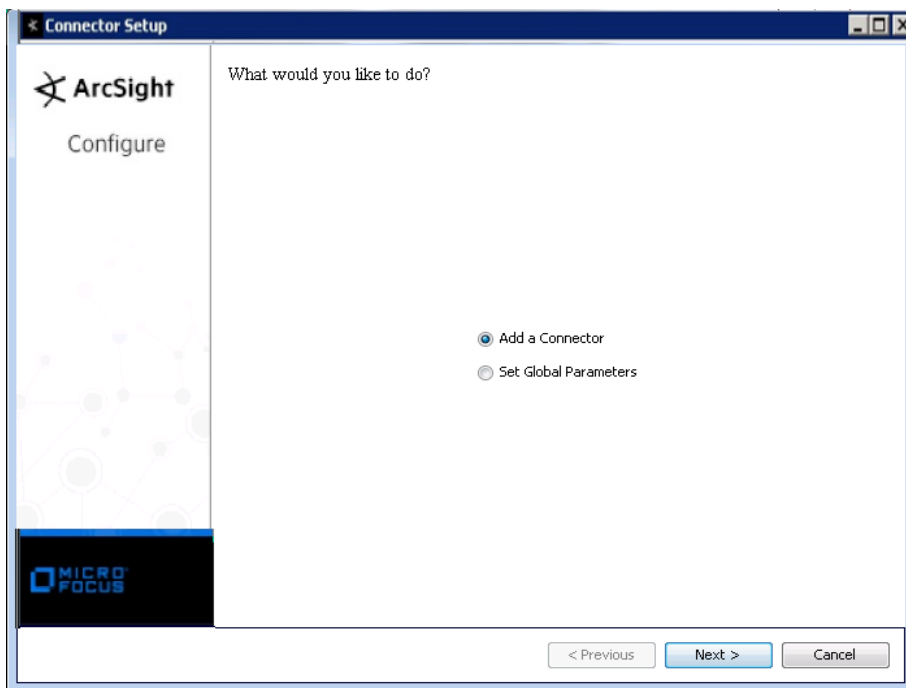 Connector Setup
ArcSight
Configure
What would you like to do?
Add a Connector
Set Global Parameters
MICRO
FOCUS
< Previous
Next >
Cancel